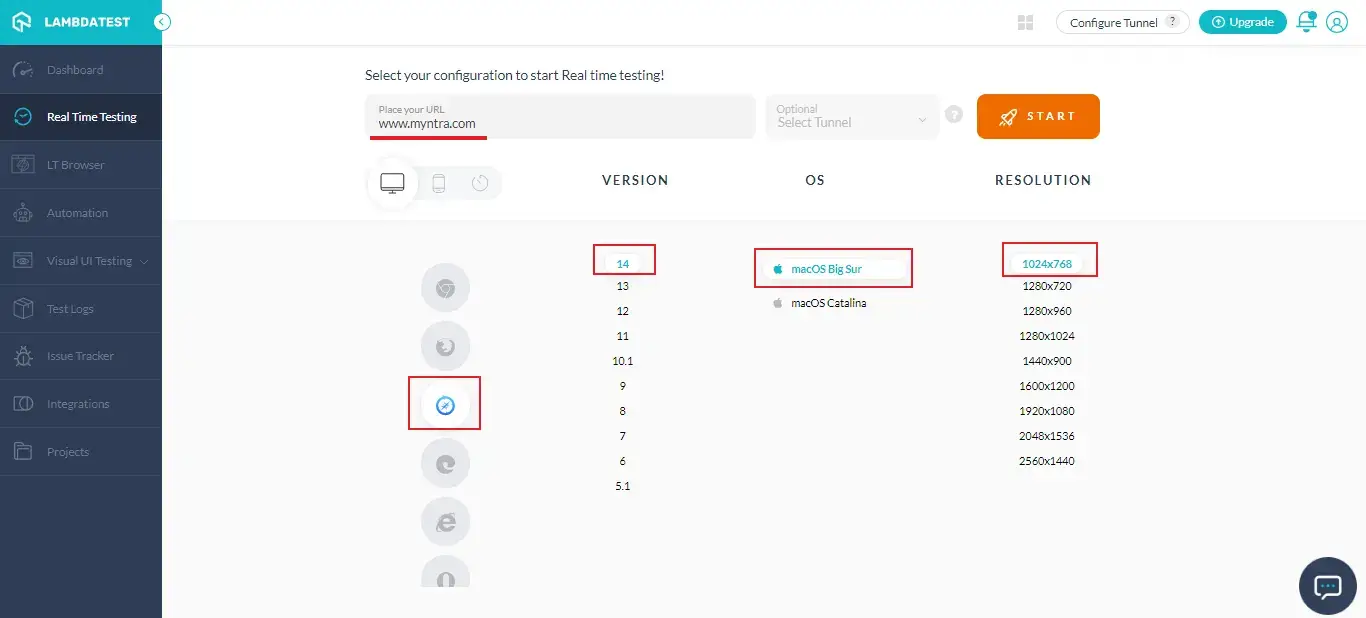 LAMBDATEST
Configure Tunnel ?
Upgrade
Dashboard
Real Time Testing
LT Browser
Automation
Visual UI Testing
Test Logs
Issue Tracker
Integrations
Projects
Select your configuration to start Real time testing!
Place your URL
www.myntra.com
Optional
Select Tunnel
?
START
VERSION
OS
RESOLUTION
14
13
12
11
10.1
9
8
7
6
5.1
macOS Big Sur
macOS Catalina
1024x768
1280x720
1280x960
1280x1024
1440x900
1600x1200
1920x1080
2048x1536
2560x1440